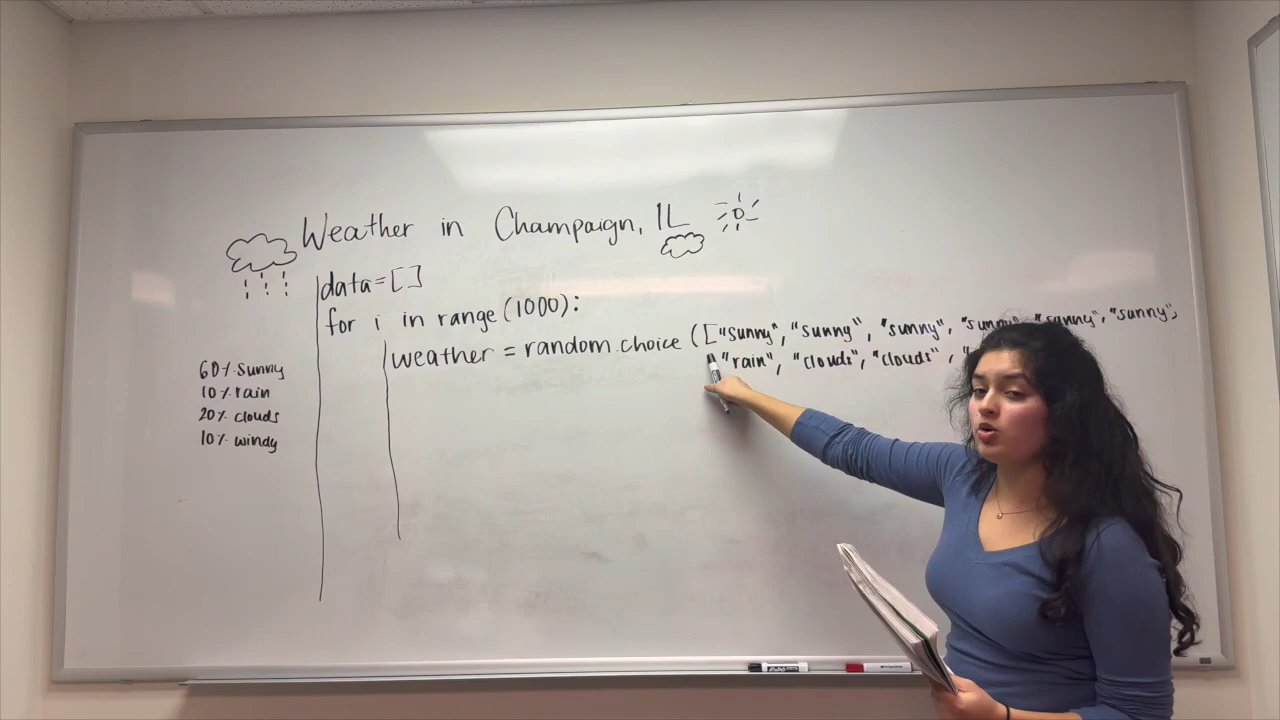 Weather in Champaign, IL
data=[]
for i in range (1000):
weather = random.choice (["sunny", "sunny", "sunny", "sunny", "sunny", "sunny",
"rain", "clouds", "clouds",
60% sunny
10% rain
20% clouds
10% windy